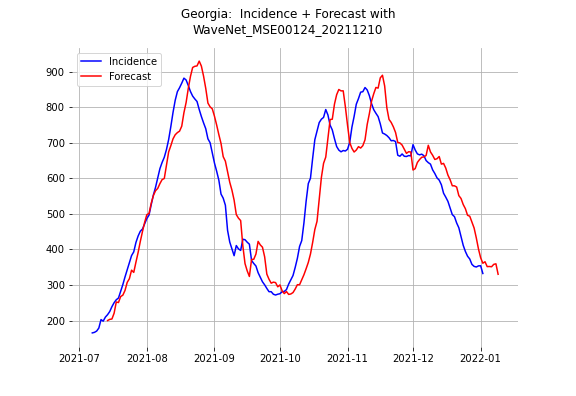 Georgia:  Incidence + Forecast with
WaveNet_MSE00124_20211210
Incidence
Forecast
900
800
700
600
500
400
300
200
2021-07 2021-08 2021-09 2021-10 2021-11 2021-12 2022-01